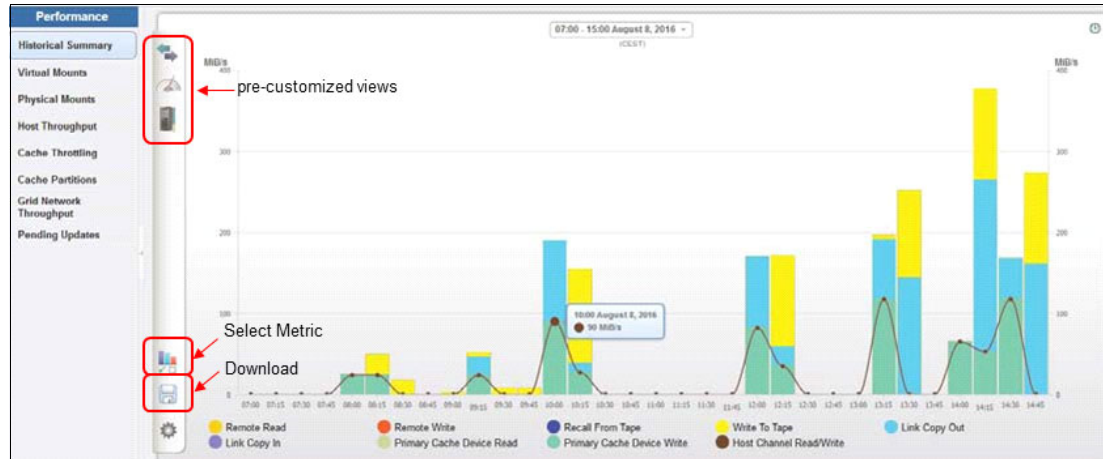 Performance
Historical Summary
Virtual Mounts
Physical Mounts
Host Throughput
Cache Throttling
Cache Partitions
Grid Network
Throughput
Pending Updates
07:00 - 15:00 August 8, 2016
(CEST)
MiB/s
MiB/s
400
400
pre-customized views
300
300
200
200
10:00 August 8, 2016
90 MiB/s
100
100
Select Metric
Download
0
0
07:00 07:15 07:30 07:45 08:00 08:15 08:30 08:45 09:00 09:15 09:30 09:45 10:00 10:15 10:30 10:45 11:00 11:15 11:30 11:45 12:00 12:15 12:30 12:45 13:00 13:15 13:30 13:45 14:00 14:15 14:30 14:45
Remote Read Remote Write Recall From Tape Write To Tape Link Copy Out
Link Copy In Primary Cache Device Read Primary Cache Device Write Host Channel Read/Write